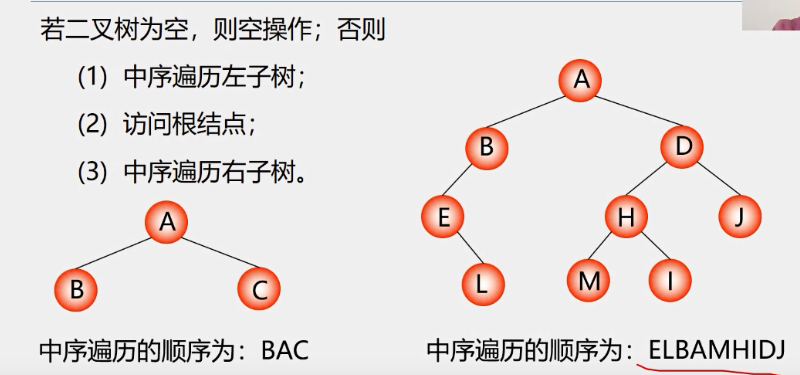 若二叉树为空，则空操作；否则
(1) 中序遍历左子树；
(2) 访问根结点；
(3) 中序遍历右子树。
A
B C
中序遍历的顺序为：BAC
A
B D
E H J
L M I
中序遍历的顺序为：ELBAMHIDJ